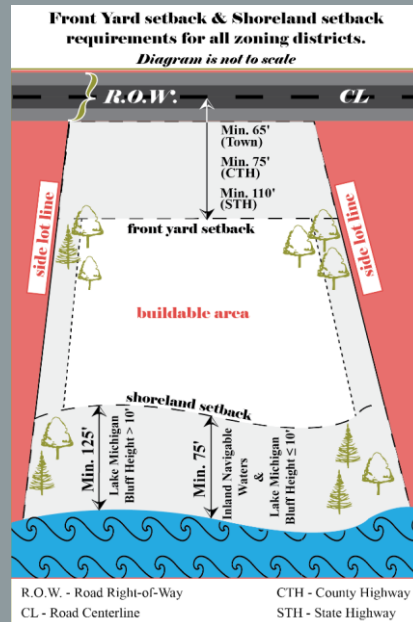 Front Yard setback & Shoreland setback
requirements for all zoning districts.
Diagram is not to scale
R.O.W.
CL
Min. 65'
(Town)
Min. 75'
(CTH)
Min. 110'
(STH)
side lot line
side lot line
front yard setback
buildable area
shoreland setback
Min. 125'
Lake Michigan
Bluff Height > 10'
Min. 75'
Inland Navigable
Waters
&
Lake Michigan
Bluff Height ≤ 10'
R.O.W. - Road Right-of-Way
CTH - County Highway
CL - Road Centerline
STH - State Highway